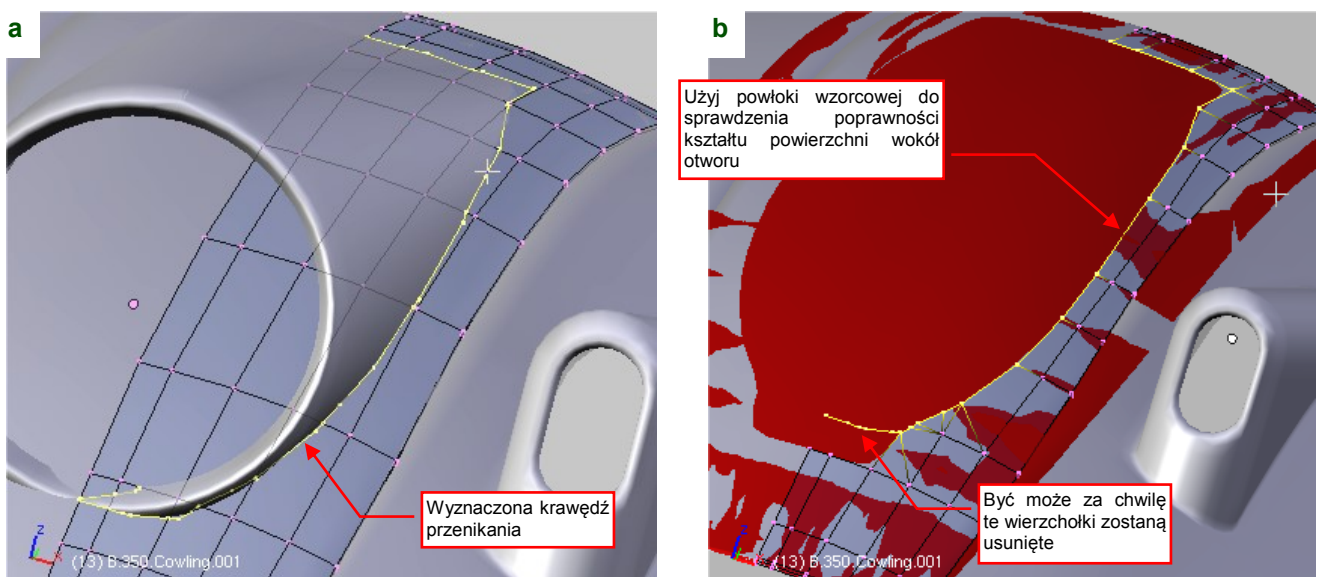 a
b
Użyj powłoki wzorcowej do
sprawdzenia poprawności
kształtu powierzchni wokół
otworu
Wyznaczona krawędź
przenikania
Być może za chwilę
te wierzchołki zostaną
usunięte
z
x
(13) B.350.Cowling.001
z
x
(13) B.350.Cowling.001